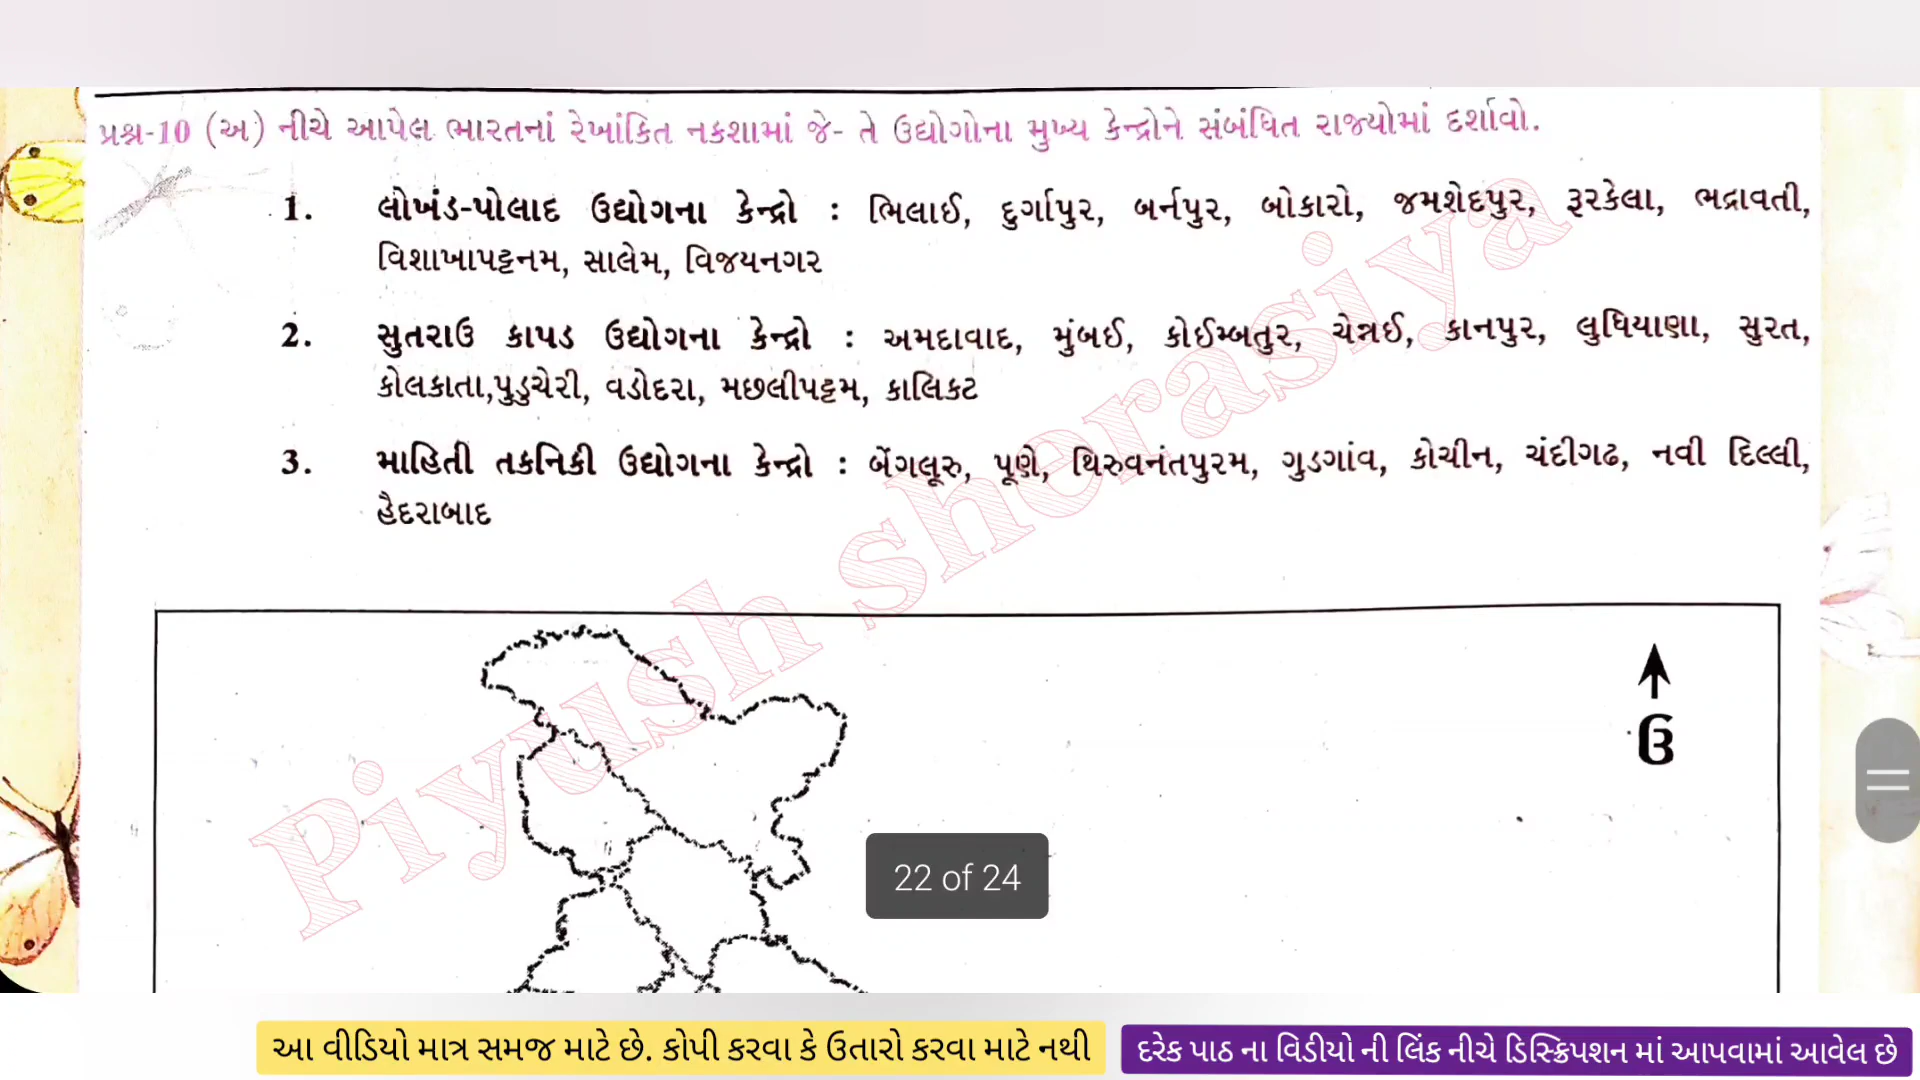 પ્રશ્ન-10 (અ) નીચે આપેલ ભારતનાં રેખાંકિત નકશામાં જે- તે ઉદ્યોગોના મુખ્ય કેન્દ્રોને સંબંધિત રાજ્યોમાં દર્શાવો.
1. લોખંડ-પોલાદ ઉદ્યોગના કેન્દ્રો : ભિલાઈ, દુર્ગાપુર, બર્નપુર, બોકારો, જમશેદપુર, રૂરકેલા, ભદ્રાવતી,
વિશાખાપટ્ટનમ, સાલેમ, વિજયનગર
2. સુતરાઉ કાપડ ઉદ્યોગના કેન્દ્રો : અમદાવાદ, મુંબઈ, કોઈમ્બતુર, ચેન્નઈ, કાનપુર, લુધિયાણા, સુરત,
કોલકાતા,પુડુચેરી, વડોદરા, મછલીપટ્ટમ, કાલિકટ
3. માહિતી તકનિકી ઉદ્યોગના કેન્દ્રો : બેંગલૂરુ, પૂણે, થિરુવનંતપુરમ, ગુડગાંવ, કોચીન, ચંદીગઢ, નવી દિલ્લી,
હૈદરાબાદ
Piyush sherasiya
ઉ
22 of 24
આ વીડિયો માત્ર સમજ માટે છે. કોપી કરવા કે ઉતારો કરવા માટે નથી
દરેક પાઠ ના વિડીયો ની લિંક નીચે ડિસ્ક્રિપશન માં આપવામાં આવેલ છે